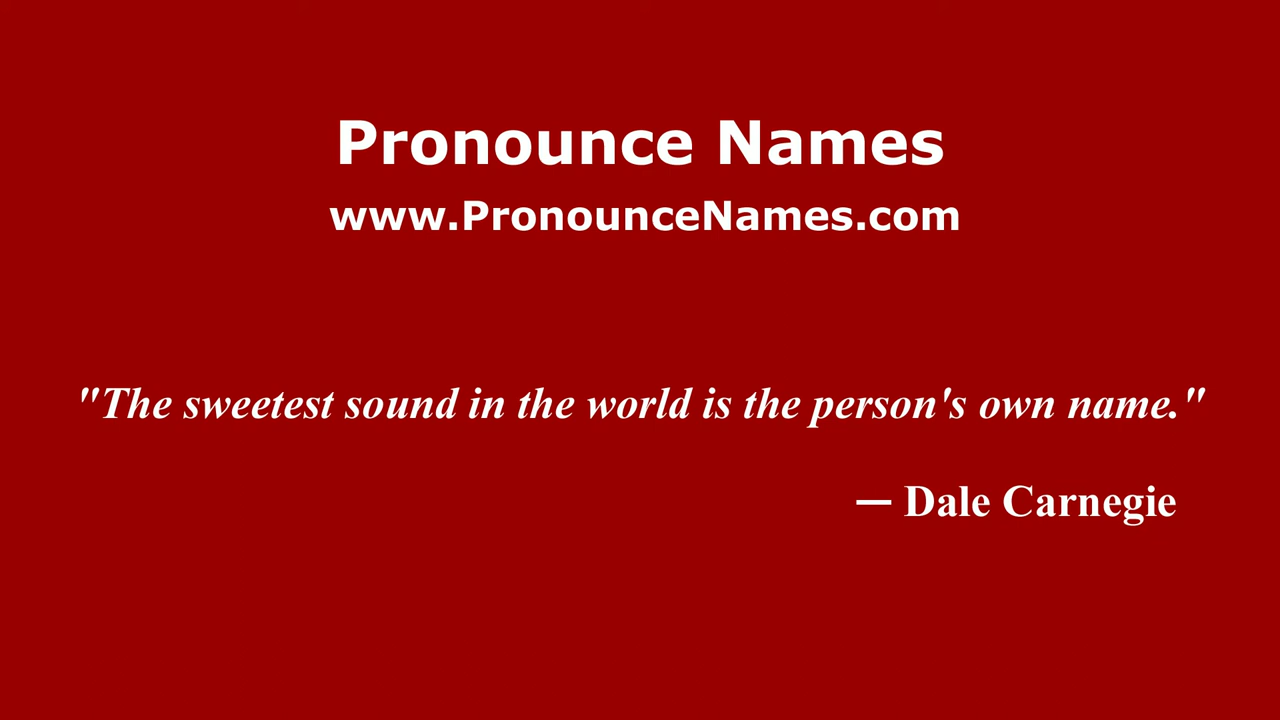 Pronounce Names
www.PronounceNames.com
"The sweetest sound in the world is the person's own name."
— Dale Carnegie